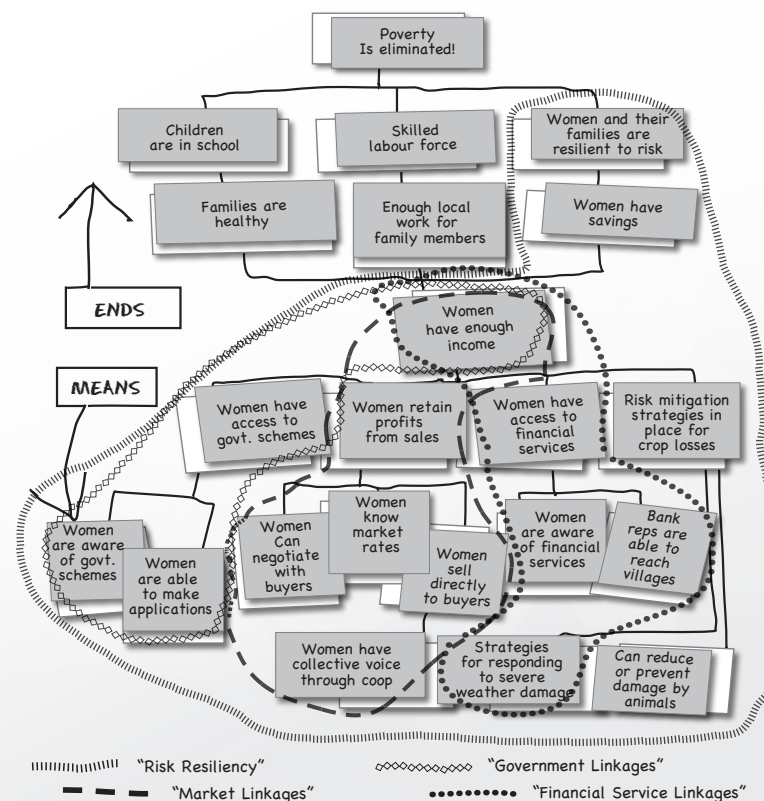 Poverty
Is eliminated!
Children
are in school
Skilled
labour force
Women and their
families are
resilient to risk
Families are
healthy
Enough local
work for
family members
Women have
savings
ENDS
Women
have enough
income
MEANS
Women have
access to
govt. schemes
Women retain
profits
from sales
Women have
access to
financial
services
Risk mitigation
strategies in
place for
crop losses
Women
are aware
of govt.
schemes
Women
are able
to make
applications
Women
Can
negotiate
with
buyers
Women
know
market
rates
Women
sell
directly
to buyers
Women
are aware
of financial
services
Bank
reps are
able to
reach
villages
Women have
collective voice
through coop
Strategies
for responding
to severe
weather damage
Can reduce
or prevent
damage by
animals
"Risk Resiliency"
"Government Linkages"
"Market Linkages"
"Financial Service Linkages"